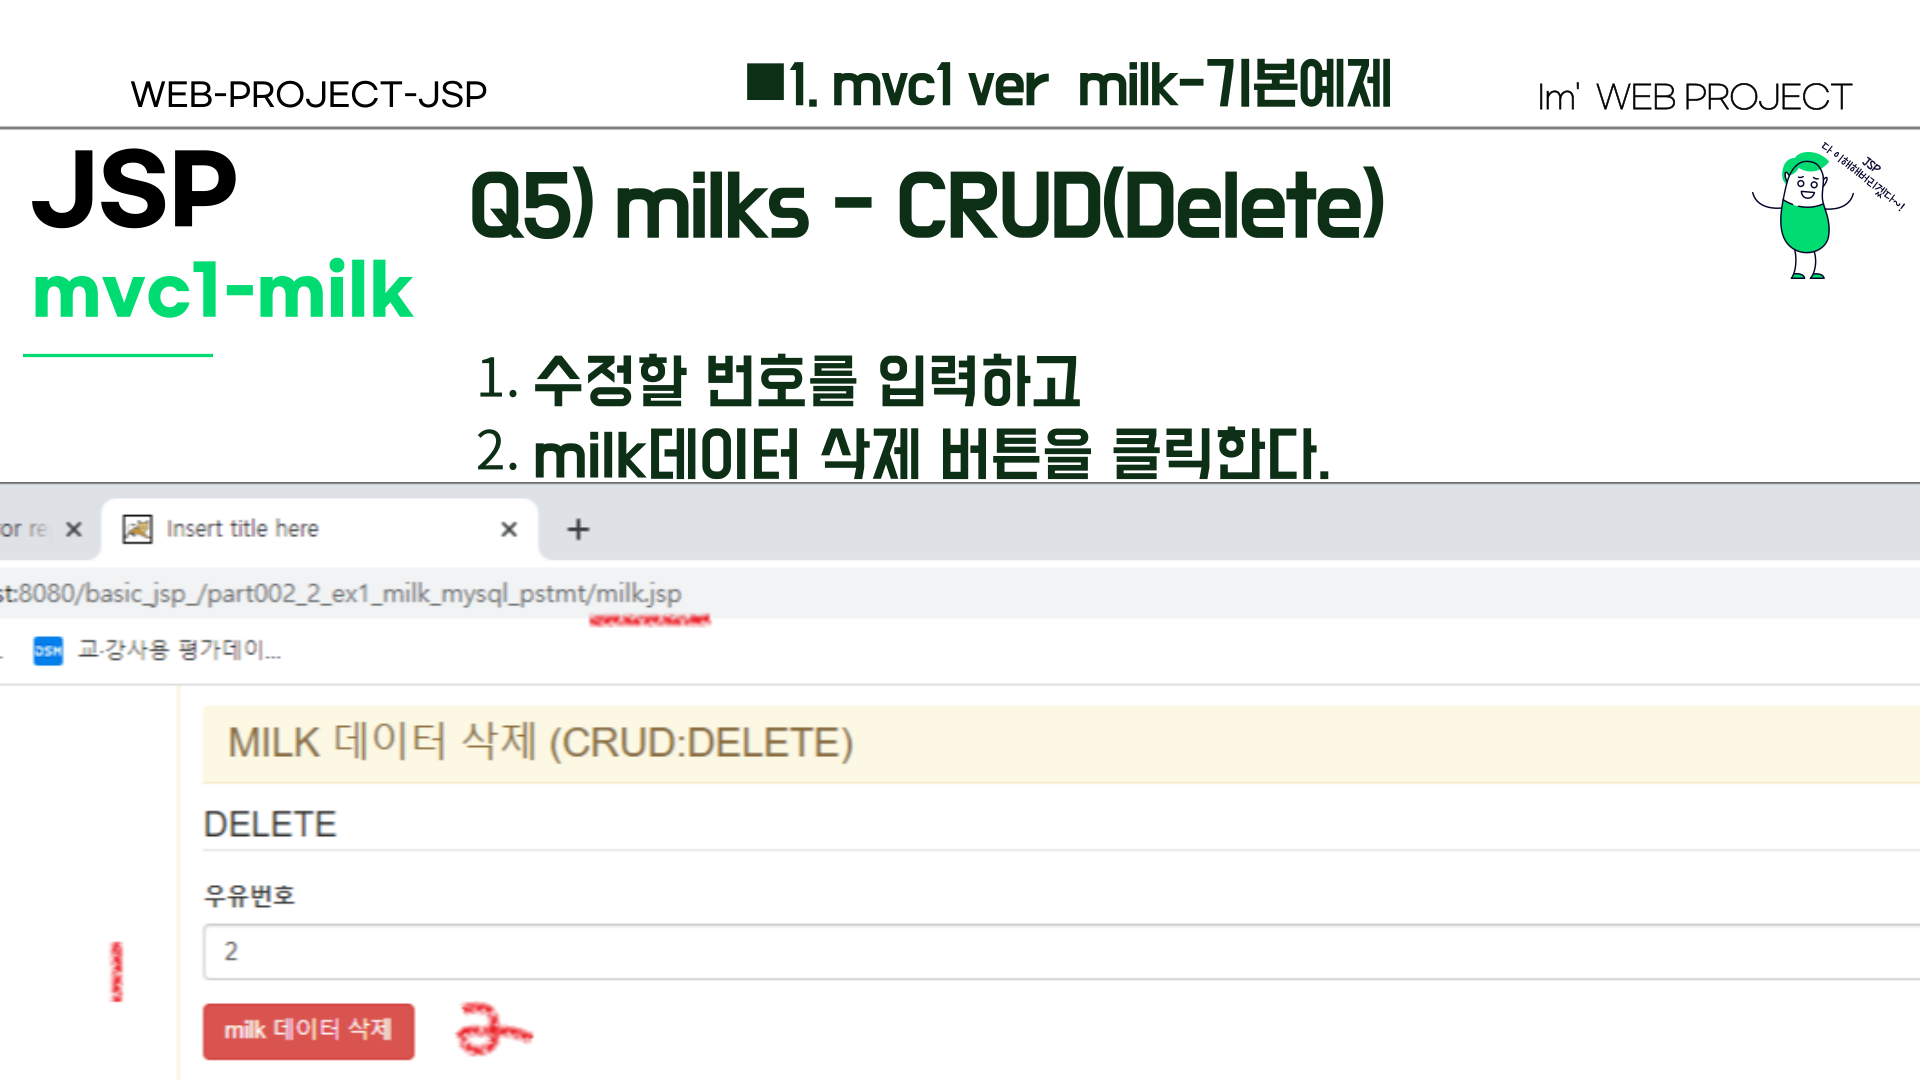 WEB-PROJECT-JSP
■1. mvc1 ver milk-기본예제
Im' WEB PROJECT
JSP
mvc1-milk
JSP
다 이해해버리겠다~!
Q5) milks - CRUD(Delete)
1. 수정할 번호를 입력하고
2. milk데이터 삭제 버튼을 클릭한다.
or re
Insert title here
st:8080/basic_jsp_/part002_2_ex1_milk_mysql_pstmt/milk.jsp
교·강사용 평가데이...
MILK 데이터 삭제 (CRUD:DELETE)
DELETE
우유번호
2
1
milk 데이터 삭제
2